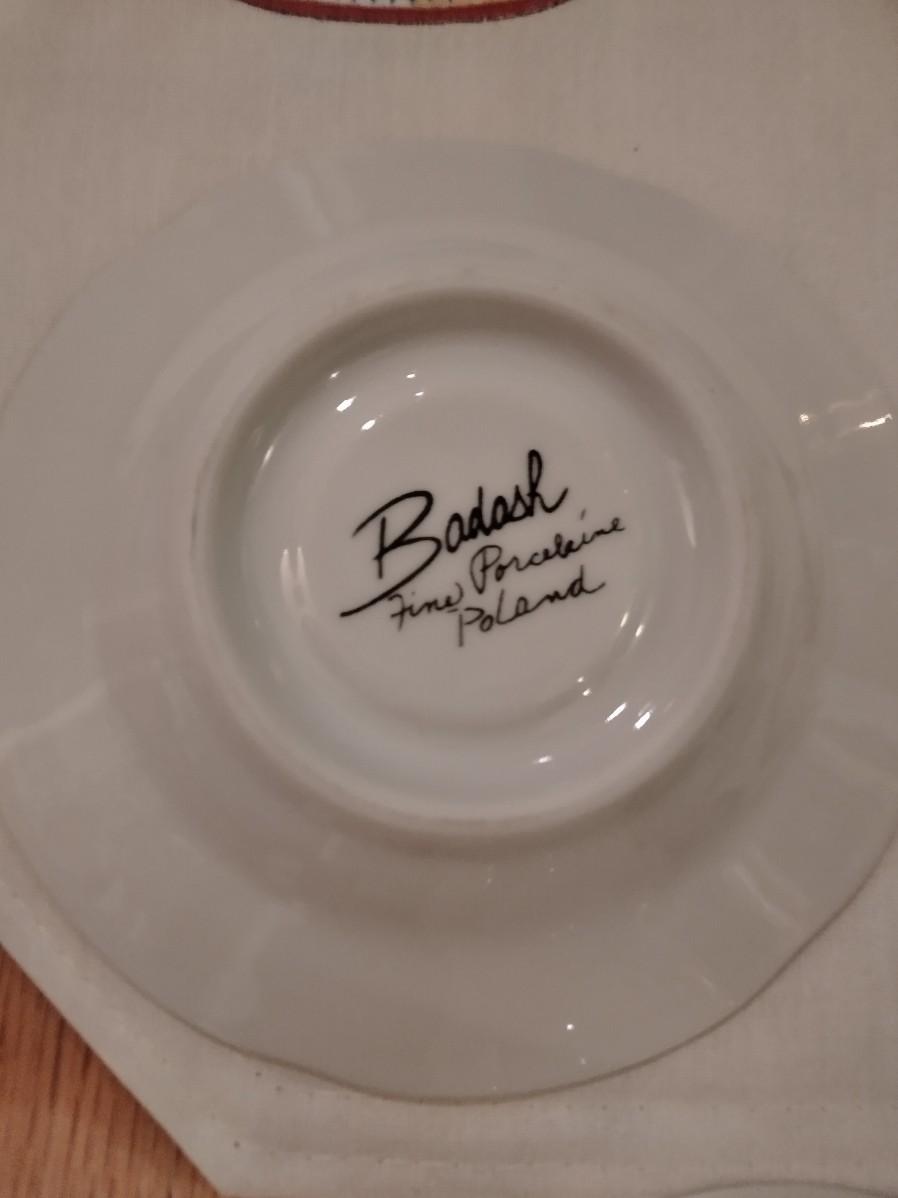 Badash
Fine Porcelaine
Poland